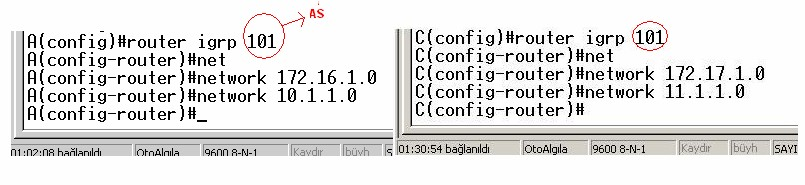 AS
A(config)#router igrp 101
A(config-router)#net
A(config-router)#network 172.16.1.0
A(config-router)#network 10.1.1.0
A(config-router)#_
01:02:08 bağlanıldı OtoAlgıla 9600 8-N-1 Kaydır büyh S
C(config)#router igrp 101
C(config-router)#net
C(config-router)#network 172.17.1.0
C(config-router)#network 11.1.1.0
C(config-router)#
01:30:54 bağlanıldı OtoAlgıla 9600 8-N-1 Kaydır büyh SAYI